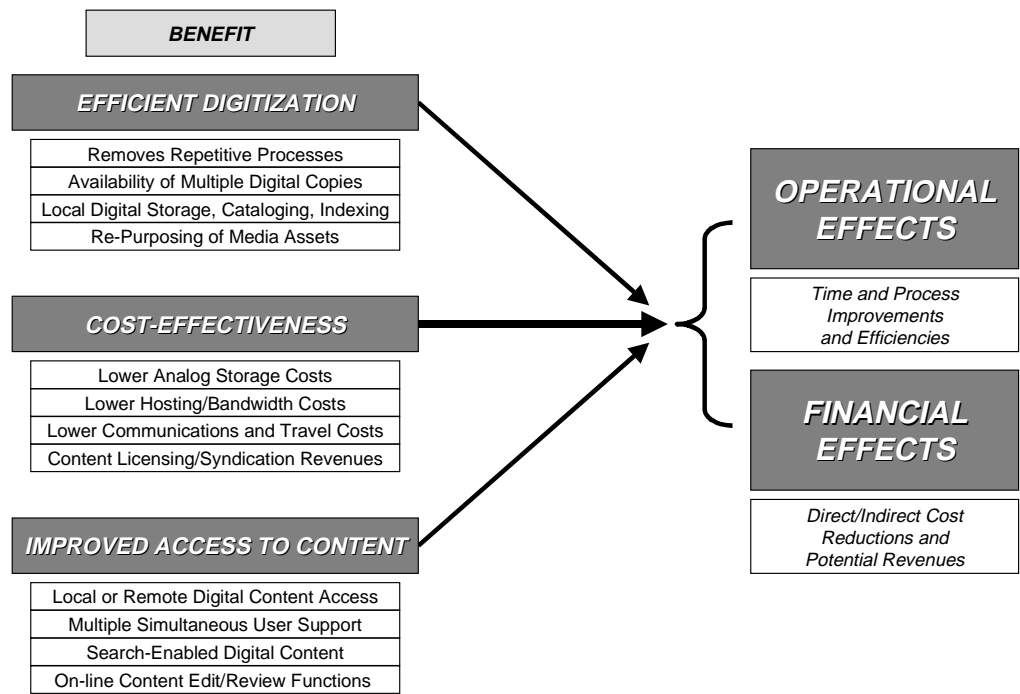 BENEFIT
EFFICIENT DIGITIZATION
Removes Repetitive Processes
Availability of Multiple Digital Copies
Local Digital Storage, Cataloging, Indexing
Re-Purposing of Media Assets
COST-EFFECTIVENESS
Lower Analog Storage Costs
Lower Hosting/Bandwidth Costs
Lower Communications and Travel Costs
Content Licensing/Syndication Revenues
IMPROVED ACCESS TO CONTENT
Local or Remote Digital Content Access
Multiple Simultaneous User Support
Search-Enabled Digital Content
On-line Content Edit/Review Functions
OPERATIONAL
EFFECTS
Time and Process
Improvements
and Efficiencies
FINANCIAL
EFFECTS
Direct/Indirect Cost
Reductions and
Potential Revenues